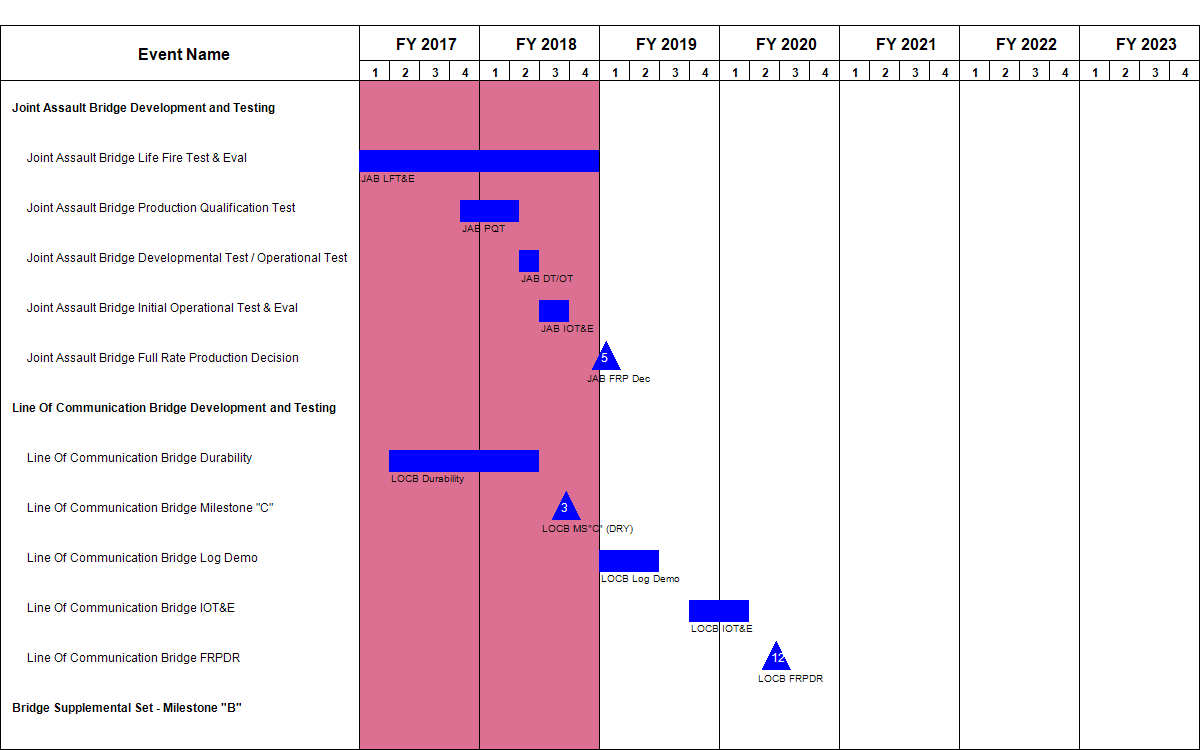 Event Name
FY 2017 FY 2018 FY 2019 FY 2020 FY 2021 FY 2022 FY 2023
1 2 3 4 1 2 3 4 1 2 3 4 1 2 3 4 1 2 3 4 1 2 3 4 1 2 3 4
Joint Assault Bridge Development and Testing
Joint Assault Bridge Life Fire Test & Eval
JAB LFT&E
Joint Assault Bridge Production Qualification Test
JAB PQT
Joint Assault Bridge Developmental Test / Operational Test
JAB DT/OT
Joint Assault Bridge Initial Operational Test & Eval
JAB IOT&E
Joint Assault Bridge Full Rate Production Decision
5
JAB FRP Dec
Line Of Communication Bridge Development and Testing
Line Of Communication Bridge Durability
LOCB Durability
Line Of Communication Bridge Milestone "C"
3
LOCB MS"C" (DRY)
Line Of Communication Bridge Log Demo
LOCB Log Demo
Line Of Communication Bridge IOT&E
LOCB IOT&E
Line Of Communication Bridge FRPDR
12
LOCB FRPDR
Bridge Supplemental Set - Milestone "B"